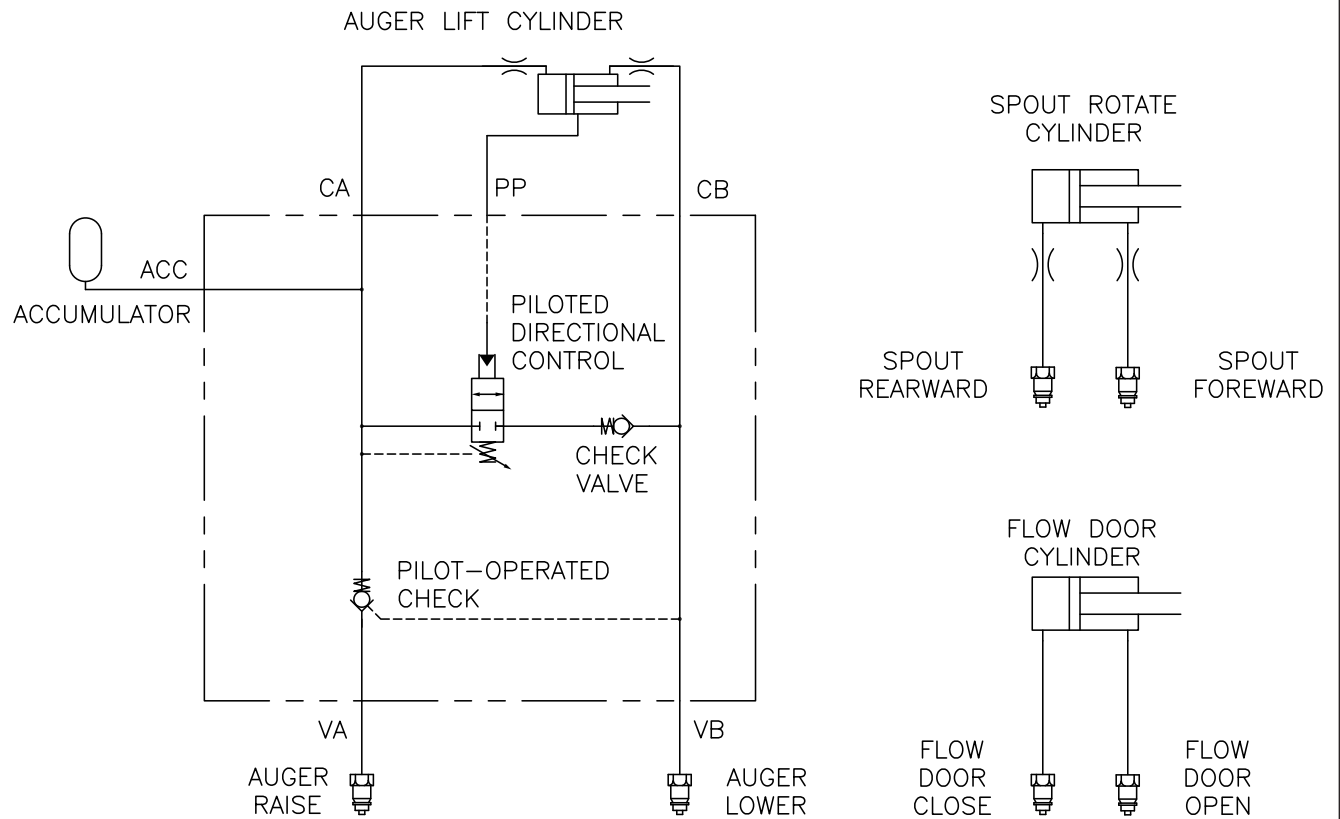 AUGER LIFT CYLINDER
CA
PP
CB
ACC
ACCUMULATOR
PILOTED
DIRECTIONAL
CONTROL
CHECK
VALVE
PILOT-OPERATED
CHECK
VA
VB
AUGER
RAISE
AUGER
LOWER
SPOUT ROTATE
CYLINDER
SPOUT
REARWARD
SPOUT
FOREWARD
FLOW DOOR
CYLINDER
FLOW
DOOR
CLOSE
FLOW
DOOR
OPEN